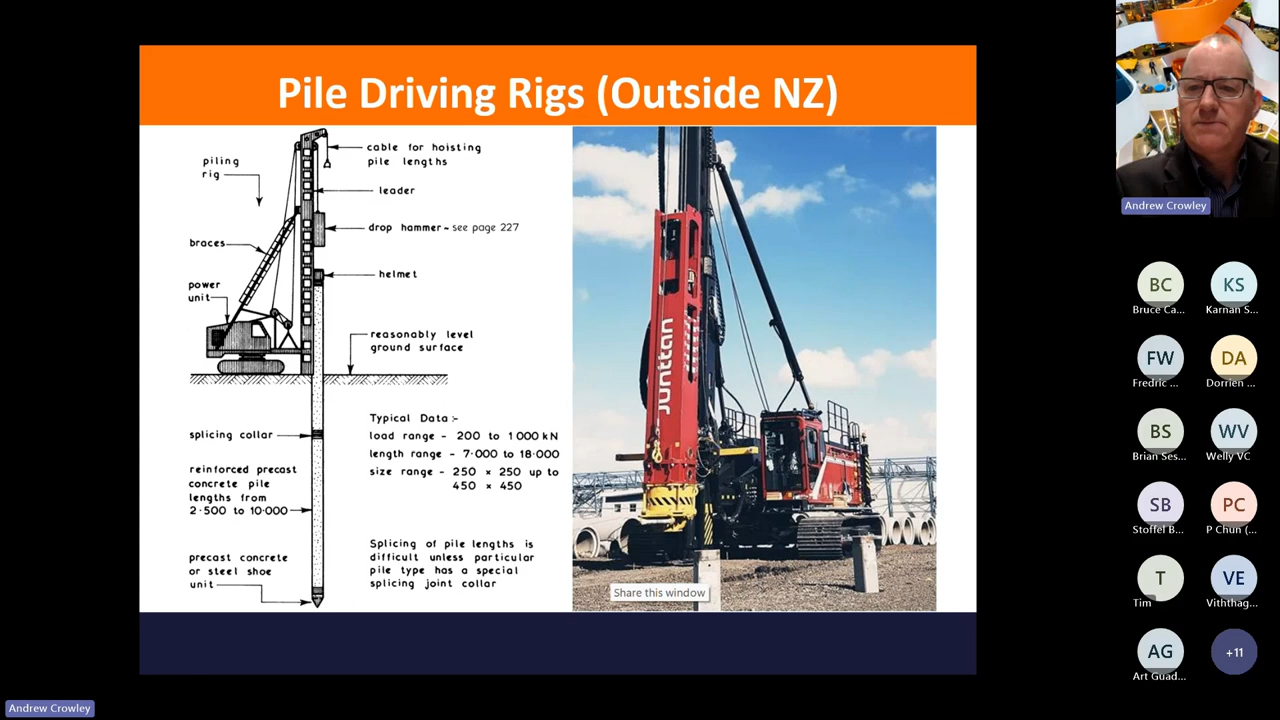 Pile Driving Rigs (Outside NZ)
piling
rig
cable for hoisting
pile lengths
leader
drop hammer ~ see page 227
braces
helmet
power
unit
reasonably level
ground surface
splicing collar
reinforced precast
concrete pile
lengths from
2·500 to 10·000
precast concrete
or steel shoe
unit
Typical Data :-
load range - 200 to 1000 kN
length range - 7·000 to 18·000
size range - 250 × 250 up to
450 × 450
Splicing of pile lengths is
difficult unless particular
pile type has a special
splicing joint collar
Junttan
Share this window
Andrew Crowley
BC
Bruce Ca...
KS
Karnan S...
FW
Fredric ...
DA
Dorrien ...
BS
Brian Ses...
WV
Welly VC
SB
Stoffel B...
PC
P Chun (...
T
Tim
VE
Viththag...
AG
Art Guad...
+11
Andrew Crowley